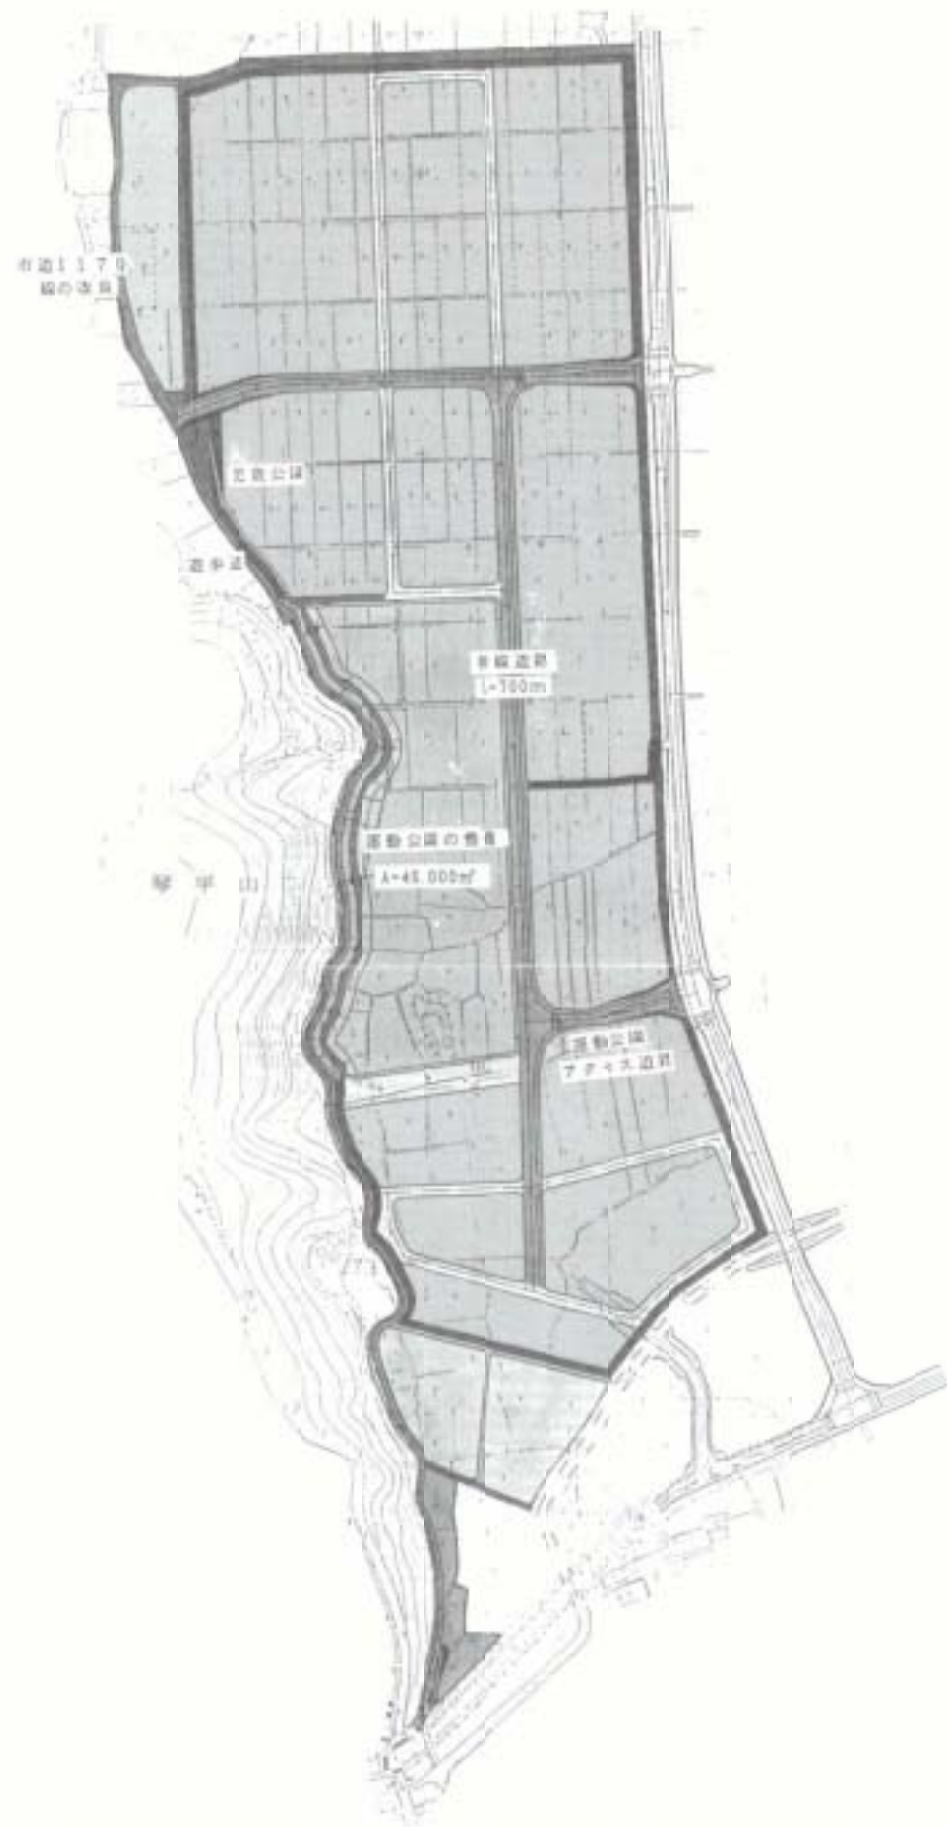 市道1170
線の改良
児童公園
遊歩道
幹線道路
L=700m
運動公園の整備
A=46,000㎡
琴平山
運動公園
アクセス道路